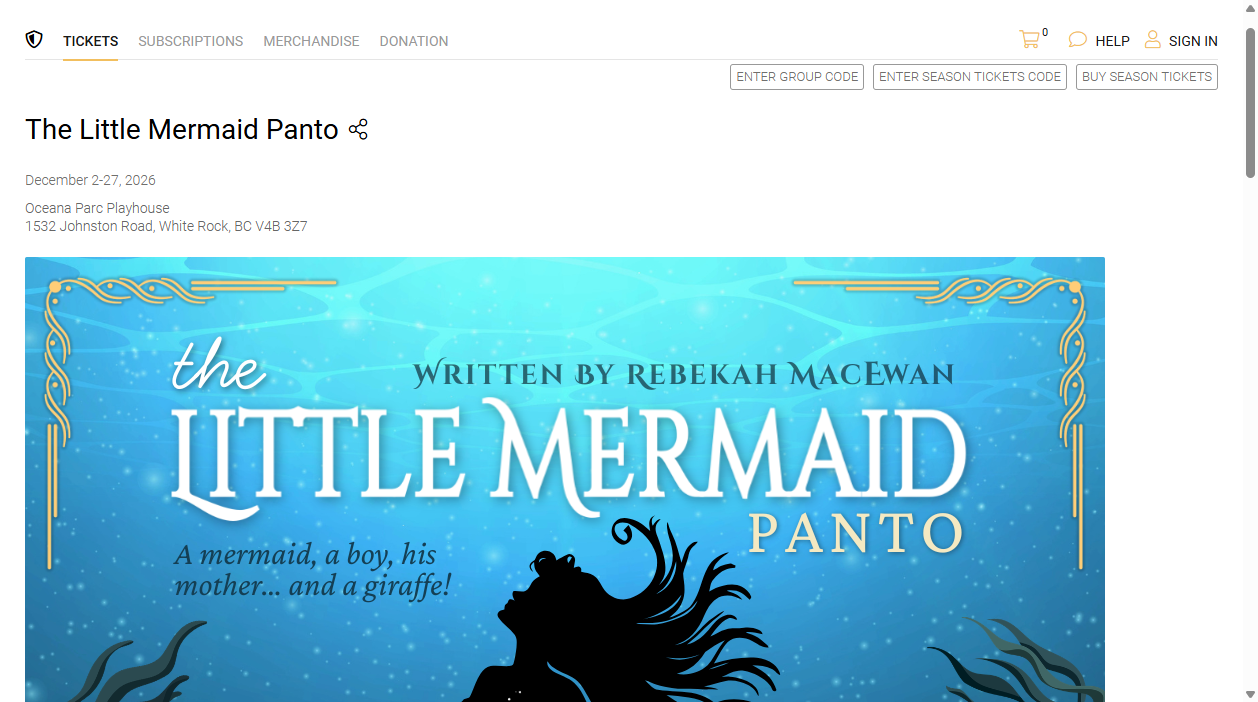 TICKETS SUBSCRIPTIONS MERCHANDISE DONATION 0 HELP SIGN IN
ENTER GROUP CODE ENTER SEASON TICKETS CODE BUY SEASON TICKETS
The Little Mermaid Panto
December 2-27, 2026
Oceana Parc Playhouse
1532 Johnston Road, White Rock, BC V4B 3Z7
the
WRITTEN BY REBEKAH MACEWAN
LITTLE MERMAID
PANTO
A mermaid, a boy, his
mother... and a giraffe!